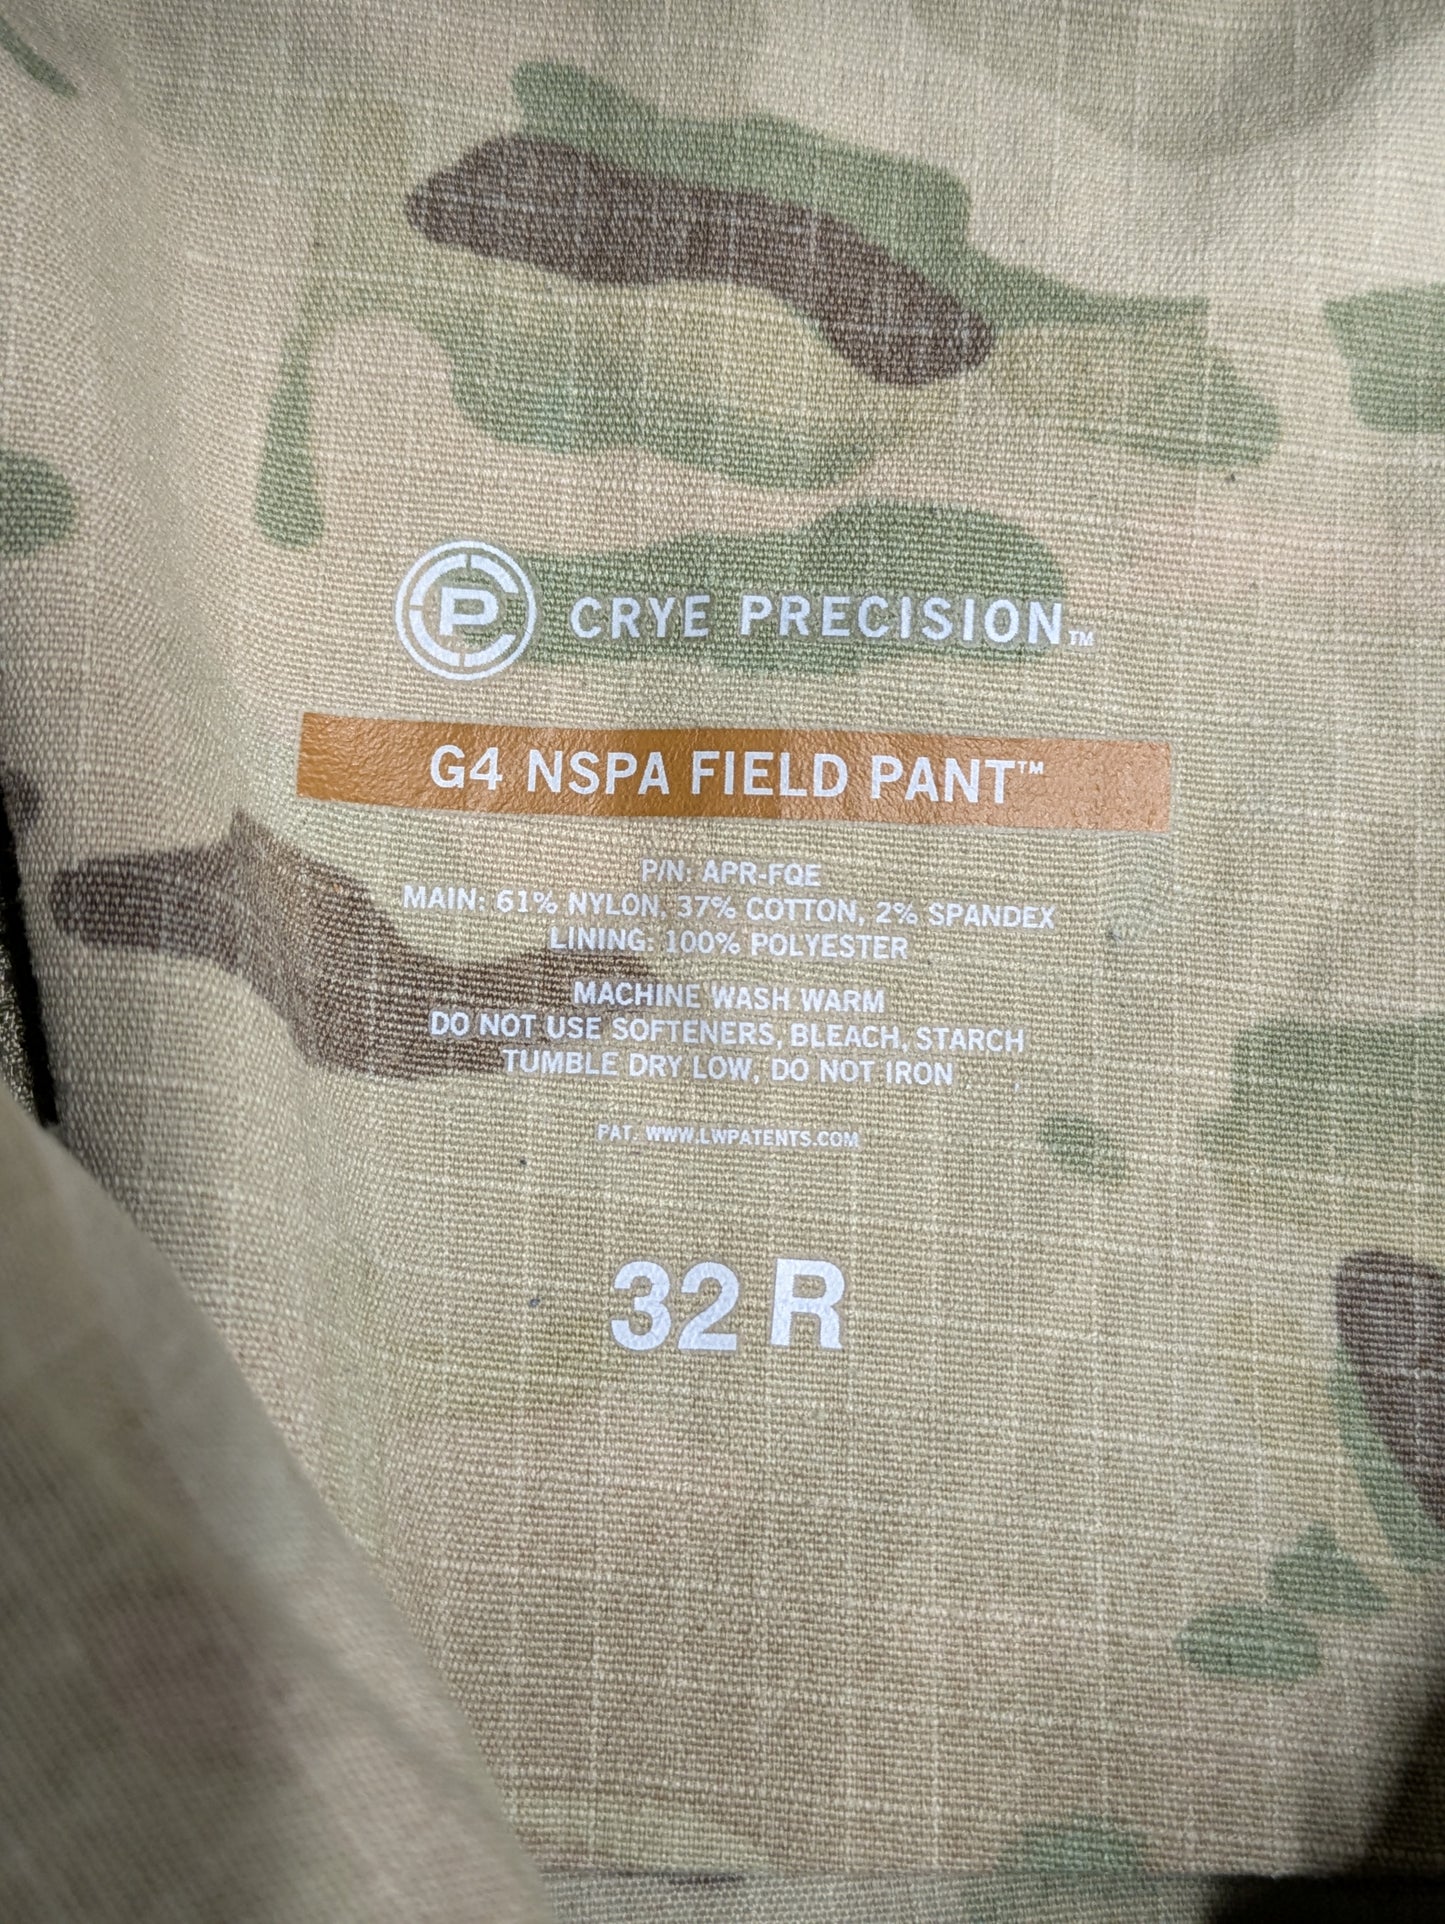 CP CRYE PRECISION™
G4 NSPA FIELD PANT™
P/N: APR-FQE
MAIN: 61% NYLON, 37% COTTON, 2% SPANDEX
LINING: 100% POLYESTER
MACHINE WASH WARM
DO NOT USE SOFTENERS, BLEACH, STARCH
TUMBLE DRY LOW, DO NOT IRON
PAT. WWW.LWPATENTS.COM
32 R